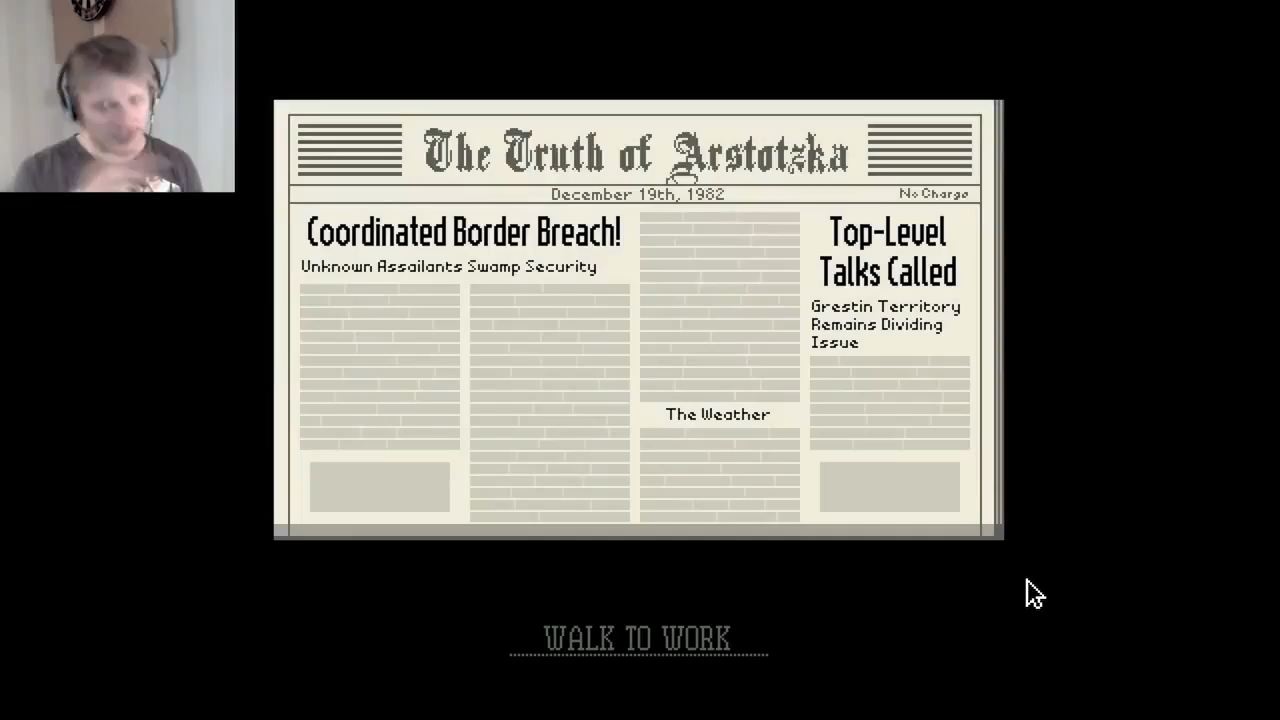 The Truth of Arstotzka
December 19th, 1982
No Charge
Coordinated Border Breach!
Unknown Assailants Swamp Security
The Weather
Top-Level
Talks Called
Grestin Territory
Remains Dividing
Issue
WALK TO WORK